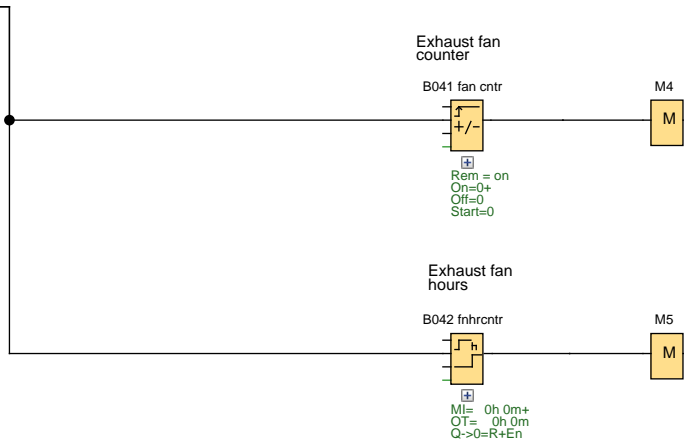 Exhaust fan
counter
B041 fan cntr
M4
+/-
M
Rem = on
On=0+
Off=0
Start=0
Exhaust fan
hours
B042 fnhrcntr
M5
h
M
MI=   0h 0m+
OT=   0h 0m
Q->0=R+En